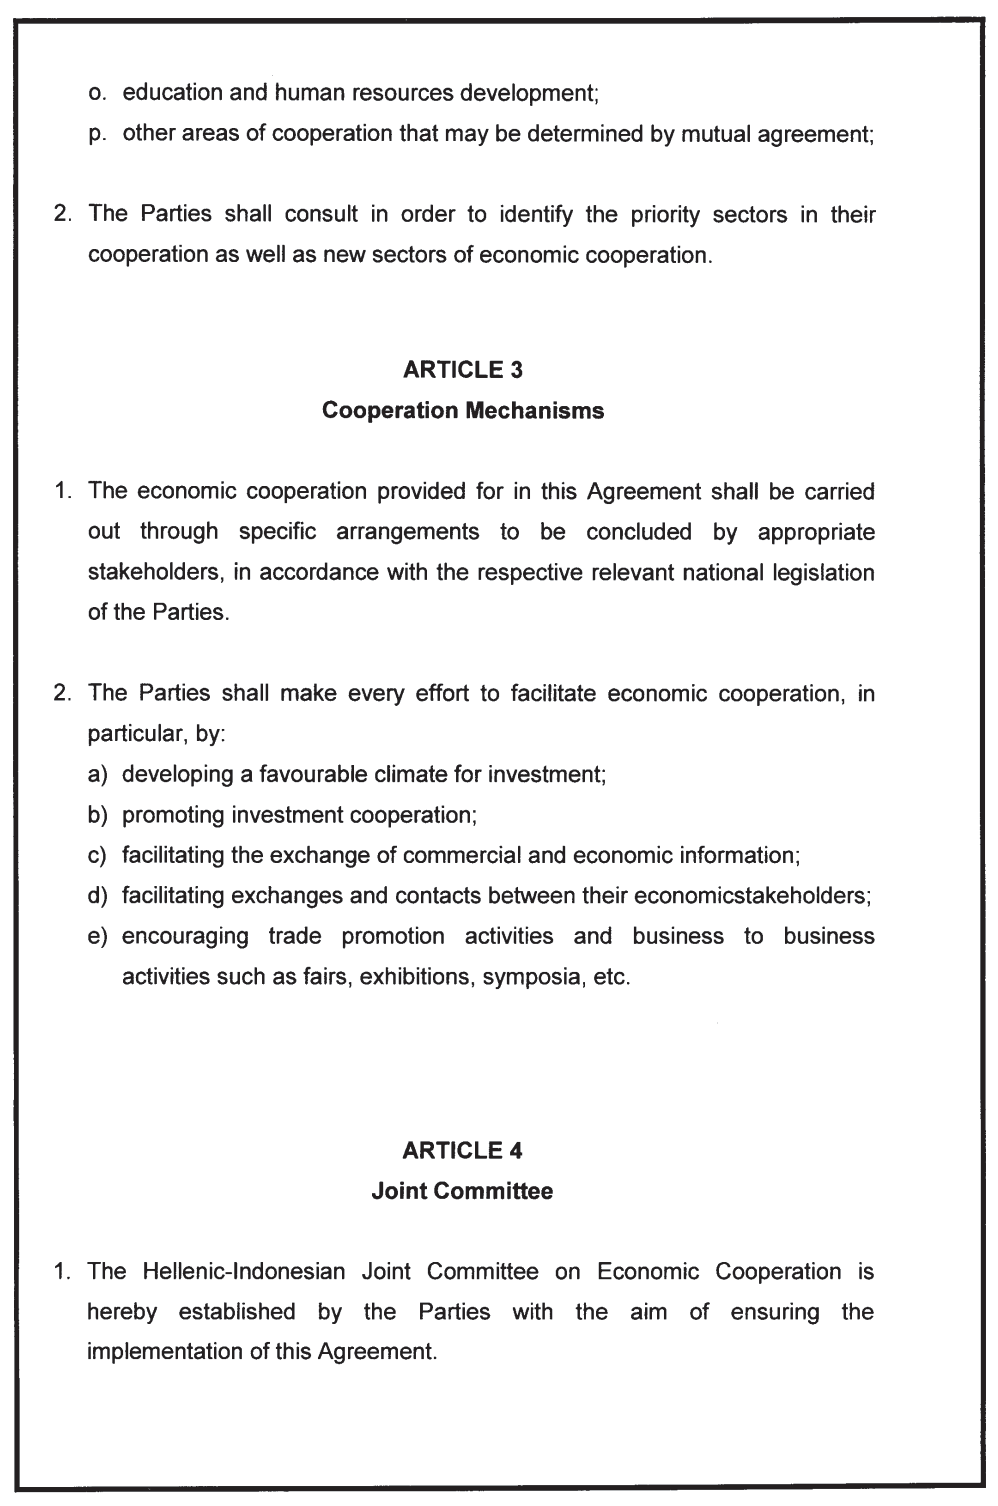 o. education and human resources development;
p. other areas of cooperation that may be determined by mutual agreement;
2. The Parties shall consult in order to identify the priority sectors in their
cooperation as well as new sectors of economic cooperation.
ARTICLE 3
Cooperation Mechanisms
1. The economic cooperation provided for in this Agreement shall be carried
out through specific arrangements to be concluded by appropriate
stakeholders, in accordance with the respective relevant national legislation
of the Parties.
2. The Parties shall make every effort to facilitate economic cooperation, in
particular, by:
a) developing a favourable climate for investment;
b) promoting investment cooperation;
c) facilitating the exchange of commercial and economic information;
d) facilitating exchanges and contacts between their economicstakeholders;
e) encouraging trade promotion activities and business to business
activities such as fairs, exhibitions, symposia, etc.
ARTICLE 4
Joint Committee
1. The Hellenic-Indonesian Joint Committee on Economic Cooperation is
hereby established by the Parties with the aim of ensuring the
implementation of this Agreement.